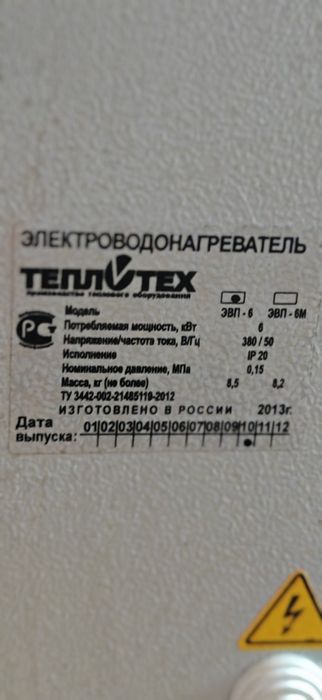 ЭЛЕКТРОВОДОНАГРЕВАТЕЛЬ
ТЕПЛОТЕХ
производство теплового оборудования
Модель ЭВП - 6 ЭВП - 6М
Потребляемая мощность, кВт 6
Напряжение/частота тока, В/Гц 380 / 50
Исполнение IP 20
Номинальное давление, МПа 0,15
Масса, кг (не более) 8,5 8,2
ТУ 3442-002-21485119-2012
ИЗГОТОВЛЕНО В РОССИИ 2013г.
Дата выпуска: 01|02|03|04|05|06|07|08|09|10|11|12